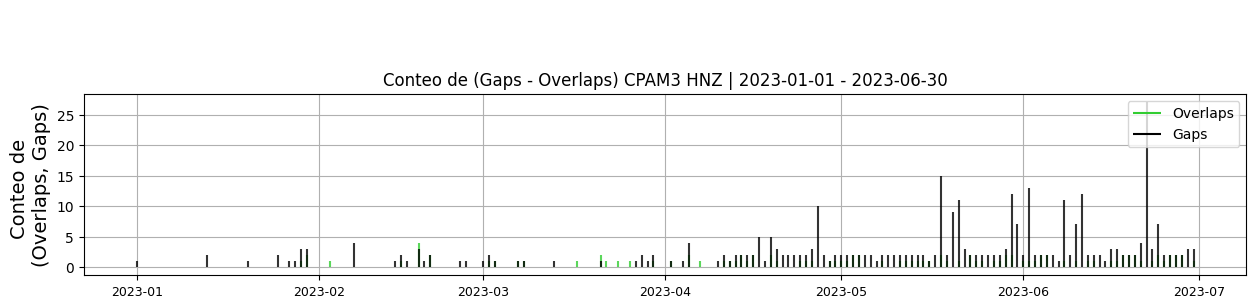 Conteo de (Gaps - Overlaps) CPAM3 HNZ | 2023-01-01 - 2023-06-30
Conteo de
(Overlaps, Gaps)
25
20
15
10
5
0
Overlaps
Gaps
2023-01
2023-02
2023-03
2023-04
2023-05
2023-06
2023-07